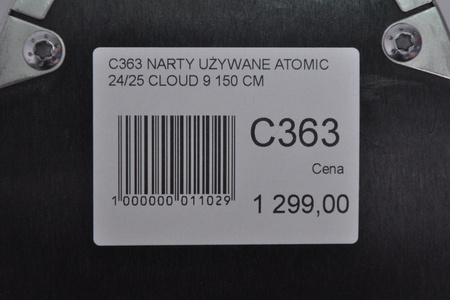 C363 NARTY UŻYWANE ATOMIC
24/25 CLOUD 9 150 CM
C363
Cena
1 000000 011029
1 299,00